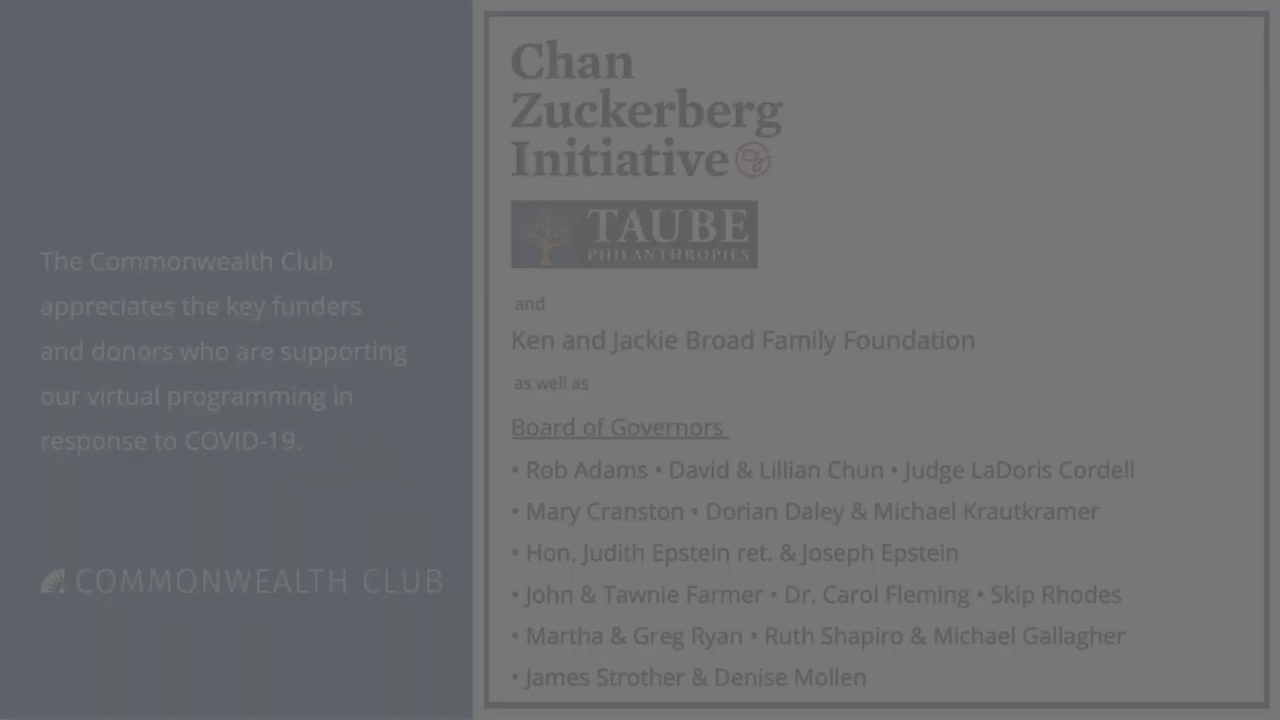 The Commonwealth Club
appreciates the key funders
and donors who are supporting
our virtual programming in
response to COVID-19.
COMMONWEALTH CLUB
Chan
Zuckerberg
Initiative
TAUBE
PHILANTHROPIES
and
Ken and Jackie Broad Family Foundation
as well as
Board of Governors
• Rob Adams • David & Lillian Chun • Judge LaDoris Cordell
• Mary Cranston • Dorian Daley & Michael Krautkramer
• Hon. Judith Epstein ret. & Joseph Epstein
• John & Tawnie Farmer • Dr. Carol Fleming • Skip Rhodes
• Martha & Greg Ryan • Ruth Shapiro & Michael Gallagher
• James Strother & Denise Mollen